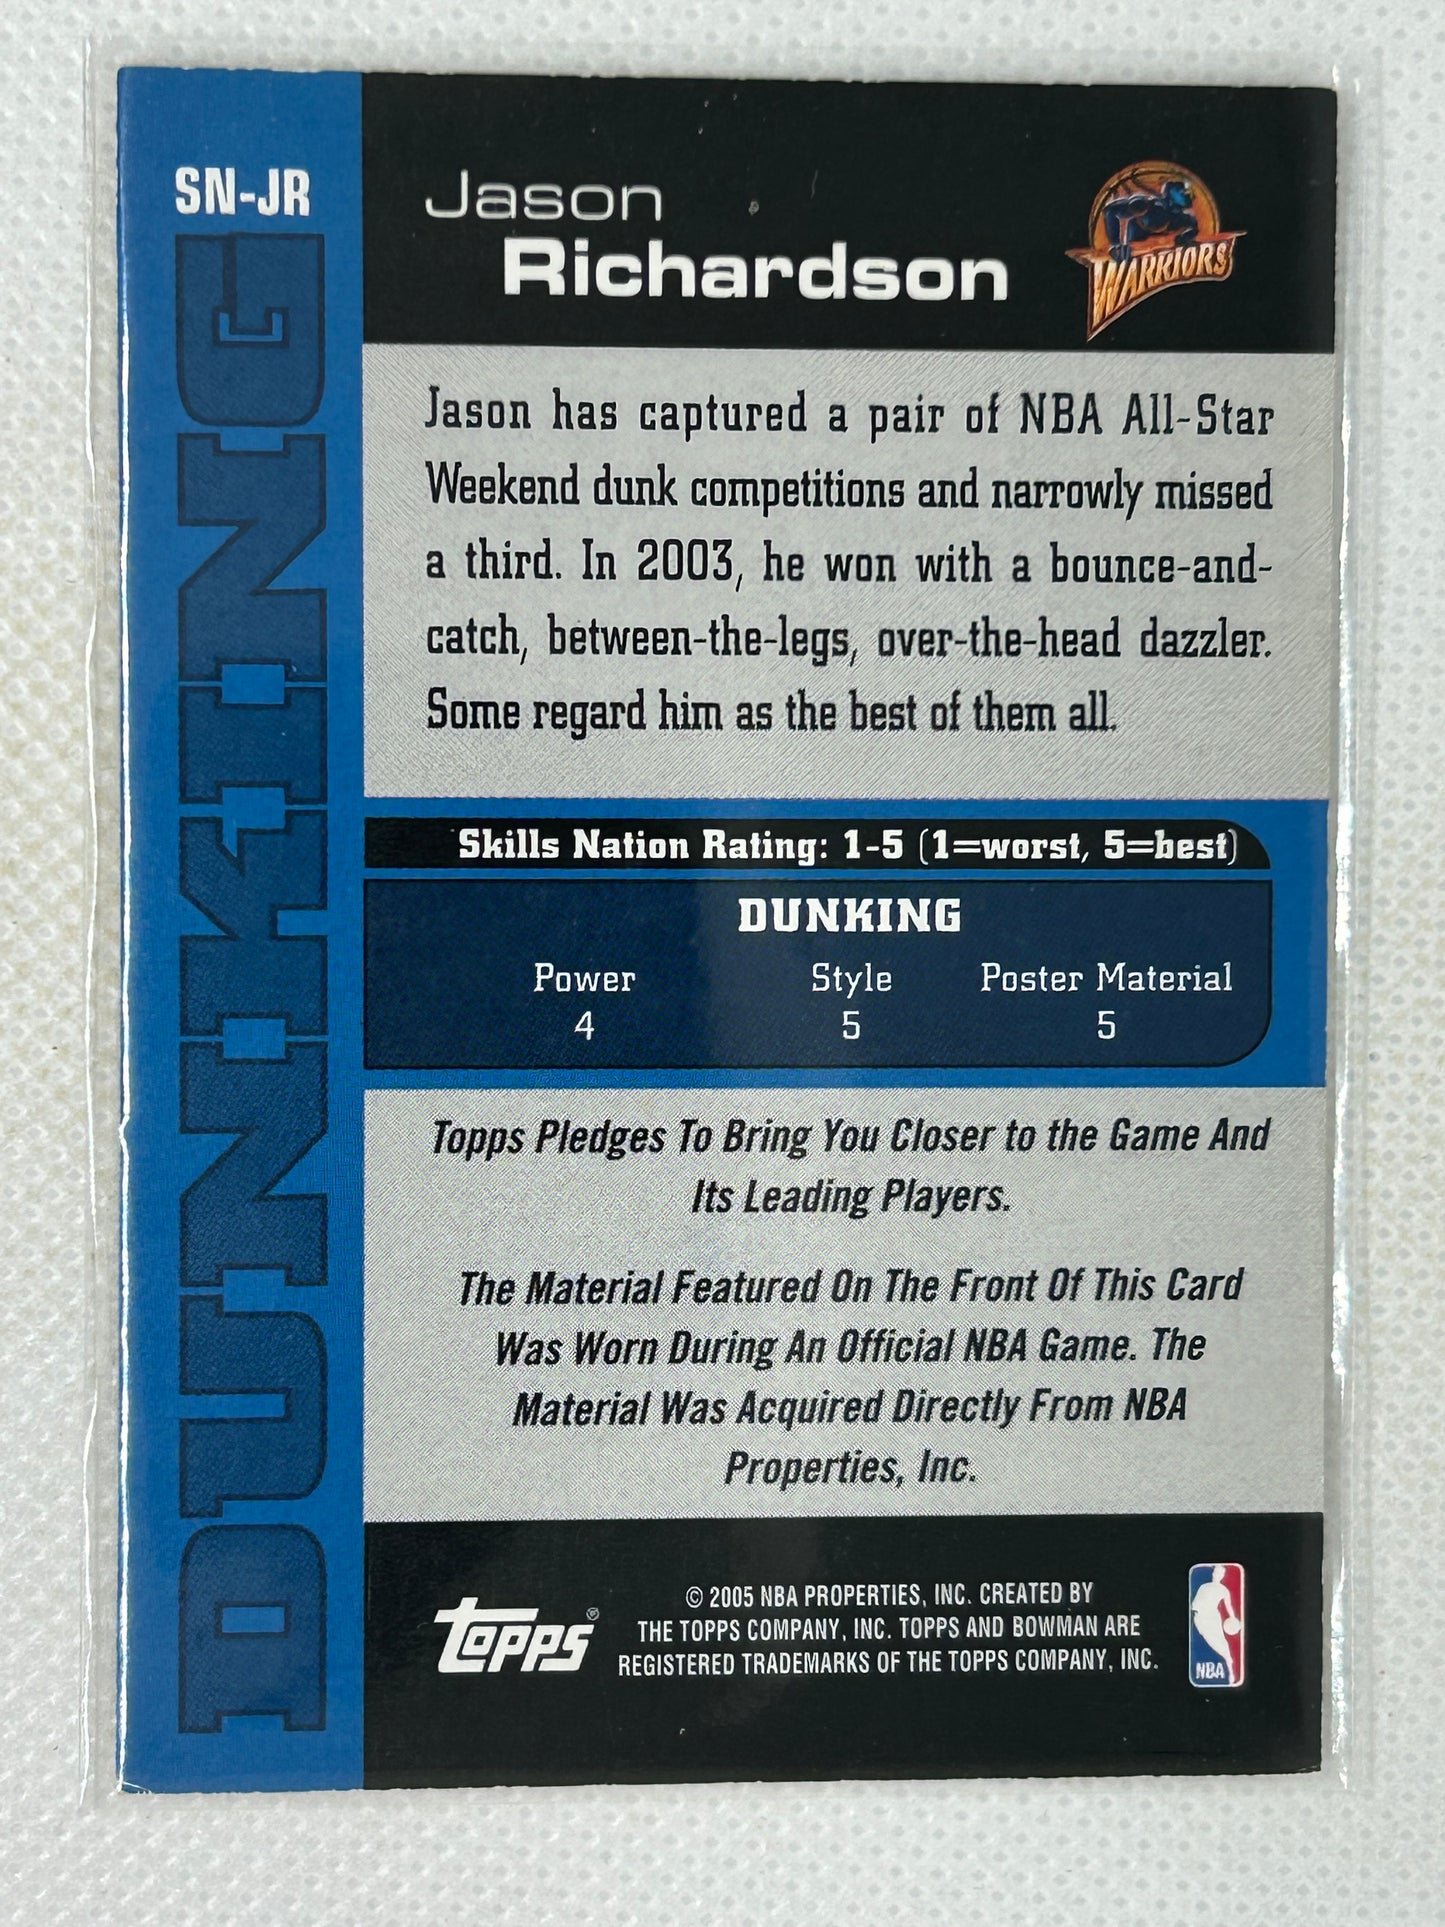 SN-JR
DUNKING
Jason
Richardson
WARRIORS
Jason has captured a pair of NBA All-Star
Weekend dunk competitions and narrowly missed
a third. In 2003, he won with a bounce-and-
catch, between-the-legs, over-the-head dazzler.
Some regard him as the best of them all.
Skills Nation Rating: 1-5 (1=worst, 5=best)
DUNKING
Power Style Poster Material
4 5 5
Topps Pledges To Bring You Closer to the Game And
Its Leading Players.
The Material Featured On The Front Of This Card
Was Worn During An Official NBA Game. The
Material Was Acquired Directly From NBA
Properties, Inc.
Topps®
© 2005 NBA PROPERTIES, INC. CREATED BY
THE TOPPS COMPANY, INC. TOPPS AND BOWMAN ARE
REGISTERED TRADEMARKS OF THE TOPPS COMPANY, INC.
NBA